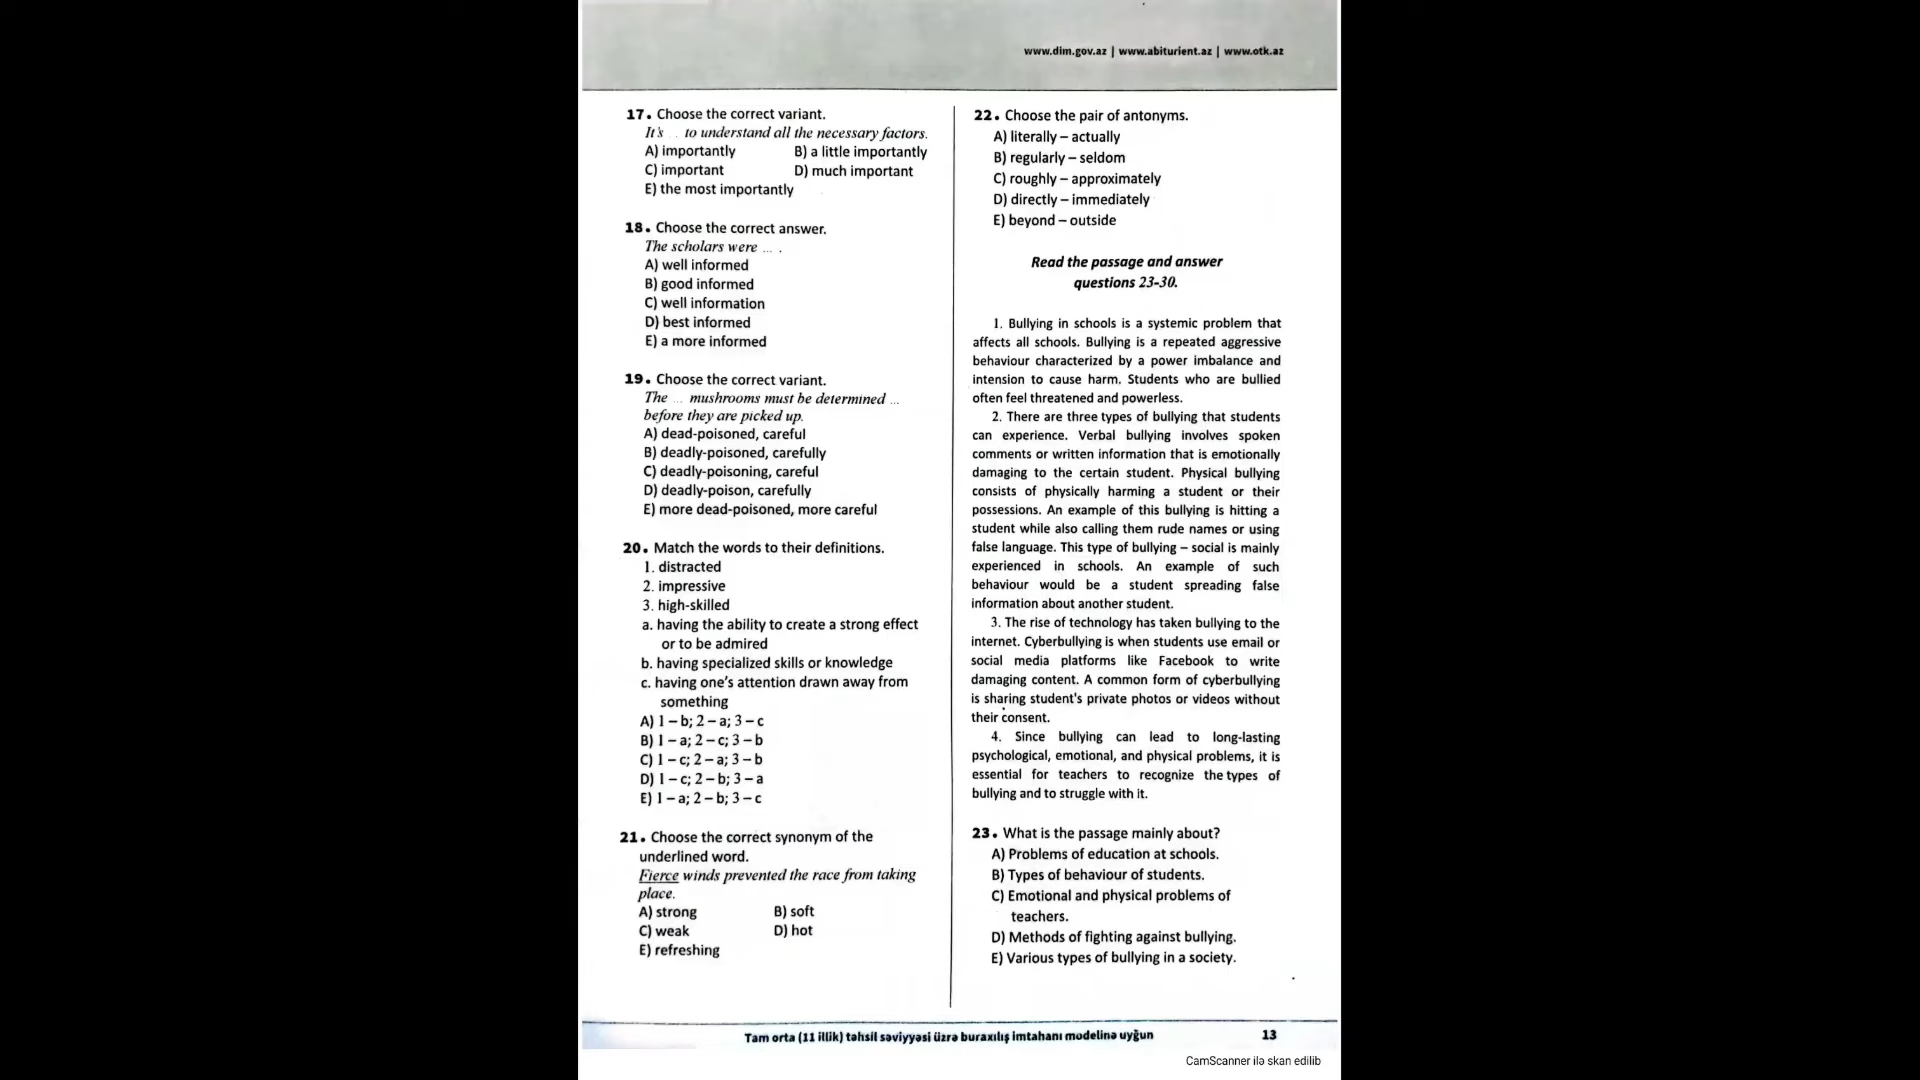 www.dim.gov.az | www.abiturient.az | www.otk.az
17. Choose the correct variant.
It's ... to understand all the necessary factors.
A) importantly B) a little importantly
C) important D) much important
E) the most importantly
18. Choose the correct answer.
The scholars were ... .
A) well informed
B) good informed
C) well information
D) best informed
E) a more informed
19. Choose the correct variant.
The ... mushrooms must be determined ...
before they are picked up.
A) dead-poisoned, careful
B) deadly-poisoned, carefully
C) deadly-poisoning, careful
D) deadly-poison, carefully
E) more dead-poisoned, more careful
20. Match the words to their definitions.
1. distracted
2. impressive
3. high-skilled
a. having the ability to create a strong effect
or to be admired
b. having specialized skills or knowledge
c. having one's attention drawn away from
something
A) 1 – b; 2 – a; 3 – c
B) 1 – a; 2 – c; 3 – b
C) 1 – c; 2 – a; 3 – b
D) 1 – c; 2 – b; 3 – a
E) 1 – a; 2 – b; 3 – c
21. Choose the correct synonym of the
underlined word.
Fierce winds prevented the race from taking
place.
A) strong B) soft
C) weak D) hot
E) refreshing
22. Choose the pair of antonyms.
A) literally – actually
B) regularly – seldom
C) roughly – approximately
D) directly – immediately
E) beyond – outside
Read the passage and answer
questions 23-30.
1. Bullying in schools is a systemic problem that
affects all schools. Bullying is a repeated aggressive
behaviour characterized by a power imbalance and
intension to cause harm. Students who are bullied
often feel threatened and powerless.
2. There are three types of bullying that students
can experience. Verbal bullying involves spoken
comments or written information that is emotionally
damaging to the certain student. Physical bullying
consists of physically harming a student or their
possessions. An example of this bullying is hitting a
student while also calling them rude names or using
false language. This type of bullying – social is mainly
experienced in schools. An example of such
behaviour would be a student spreading false
information about another student.
3. The rise of technology has taken bullying to the
internet. Cyberbullying is when students use email or
social media platforms like Facebook to write
damaging content. A common form of cyberbullying
is sharing student's private photos or videos without
their consent.
4. Since bullying can lead to long-lasting
psychological, emotional, and physical problems, it is
essential for teachers to recognize the types of
bullying and to struggle with it.
23. What is the passage mainly about?
A) Problems of education at schools.
B) Types of behaviour of students.
C) Emotional and physical problems of
teachers.
D) Methods of fighting against bullying.
E) Various types of bullying in a society.
Tam orta (11 illik) təhsil səviyyəsi üzrə buraxılış imtahanı modelinə uyğun 13
CamScanner ilə skan edilib